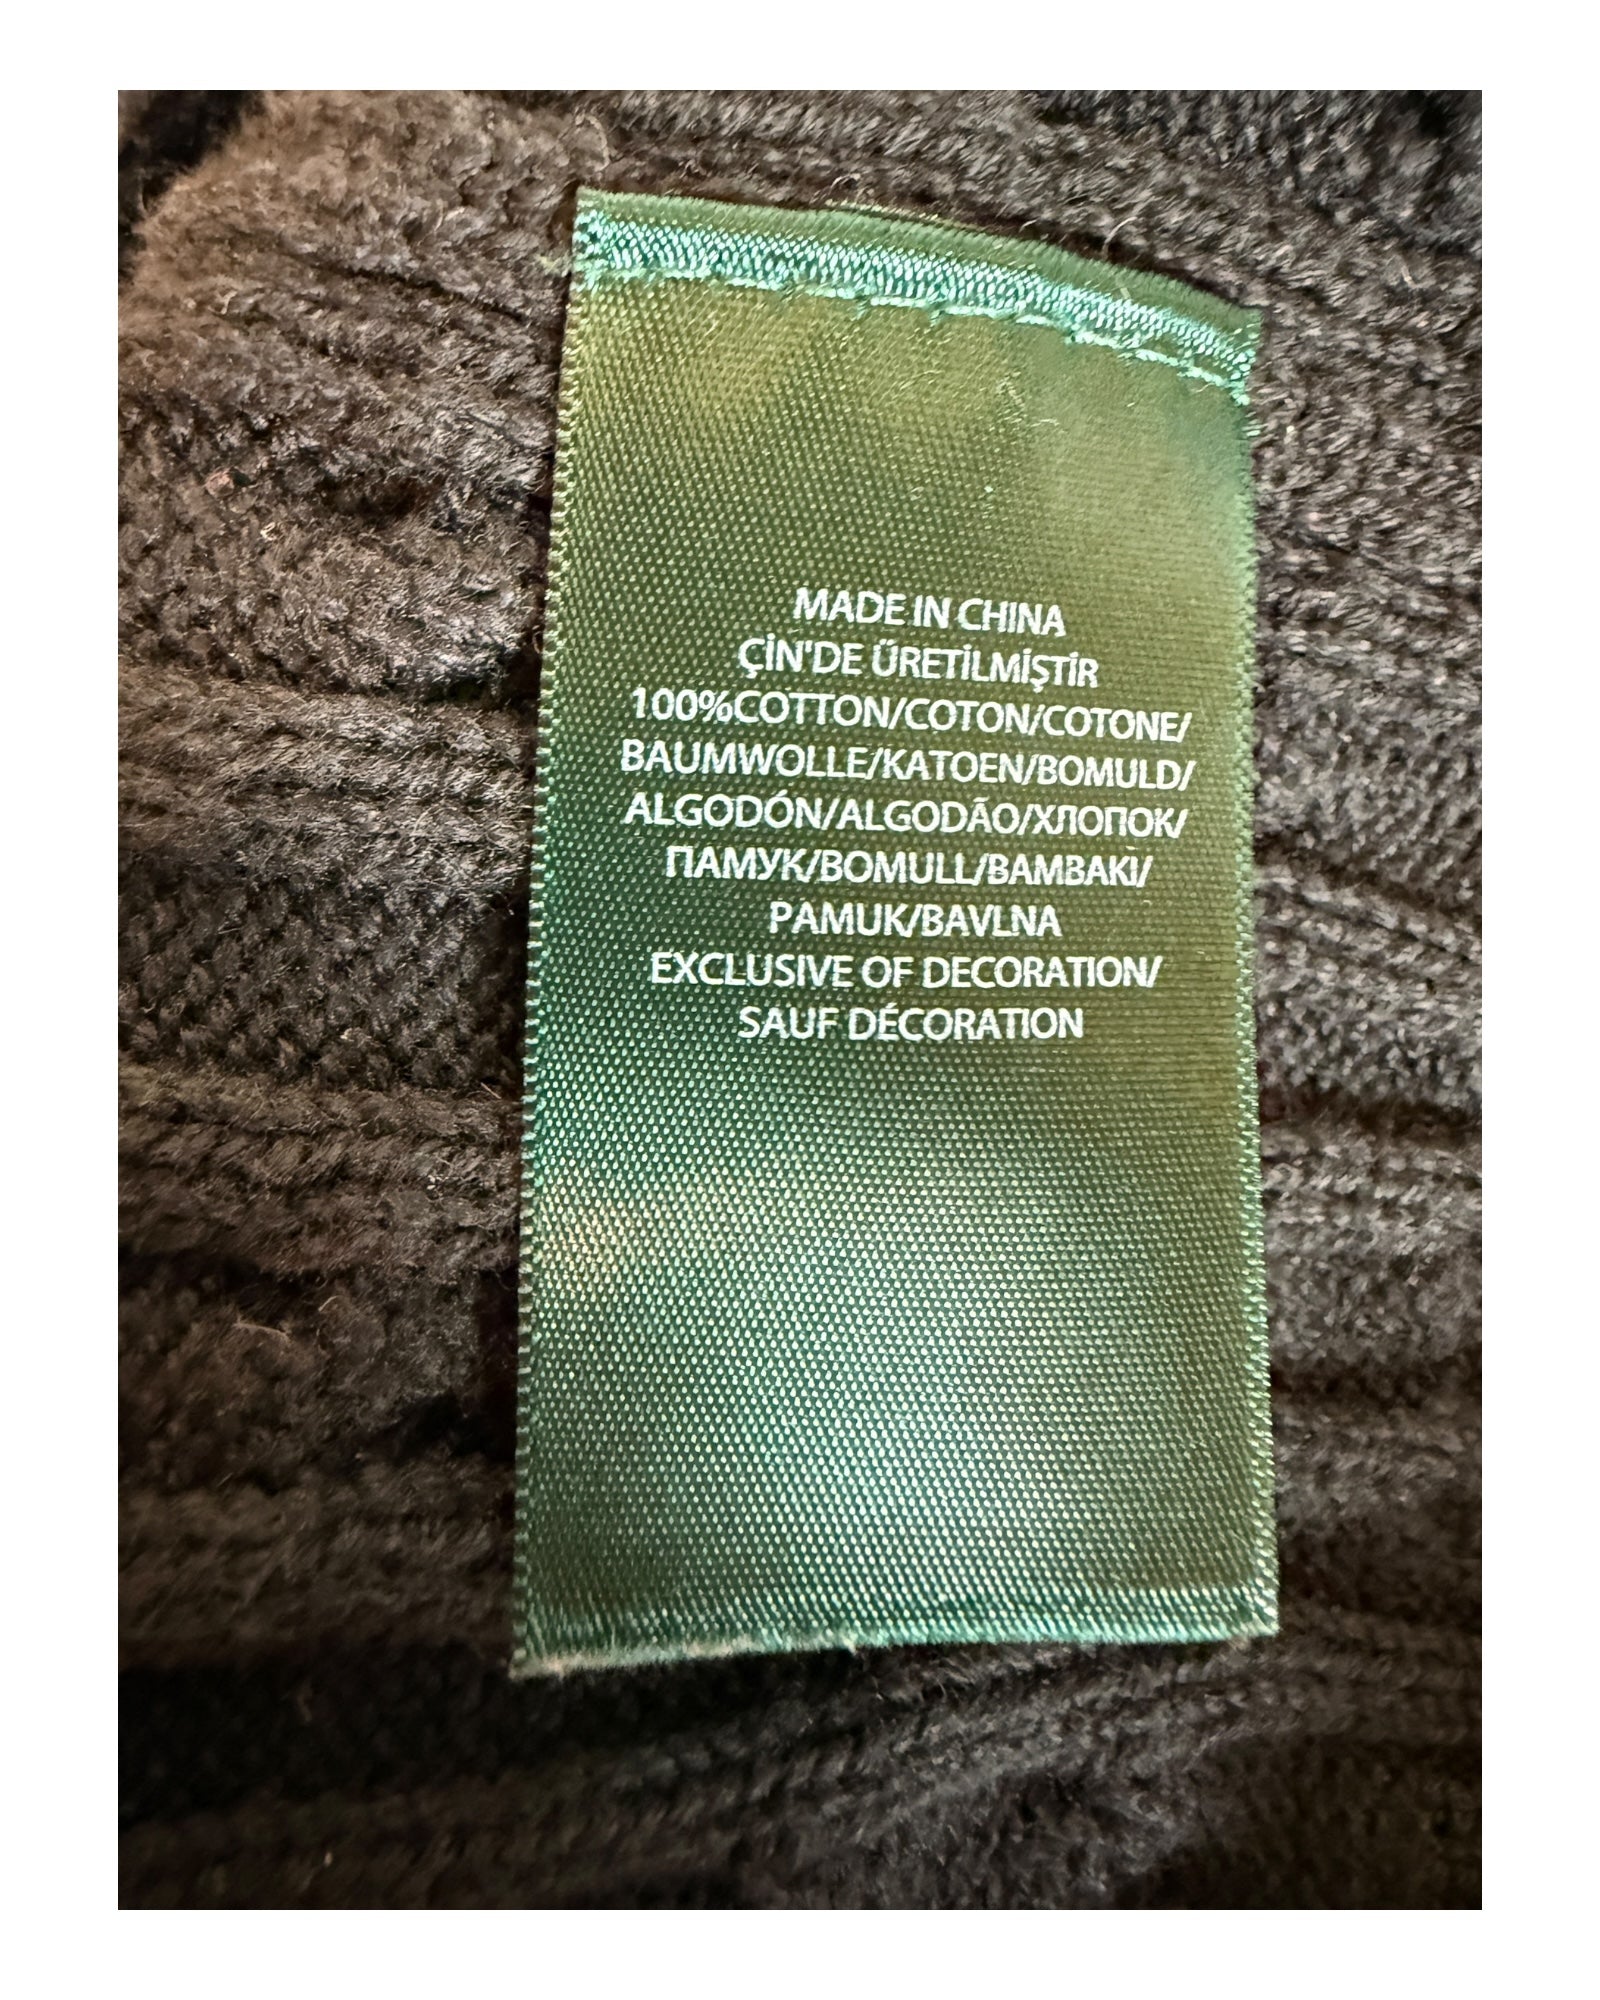 MADE IN CHINA
ÇİN'DE ÜRETİLMİŞTİR
100%COTTON/COTON/COTONE/
BAUMWOLLE/KATOEN/BOMULD/
ALGODÓN/ALGODÃO/ХЛОПОК/
ПАМУК/BOMULL/BAMBAKI/
PAMUK/BAVLNA
EXCLUSIVE OF DECORATION/
SAUF DÉCORATION